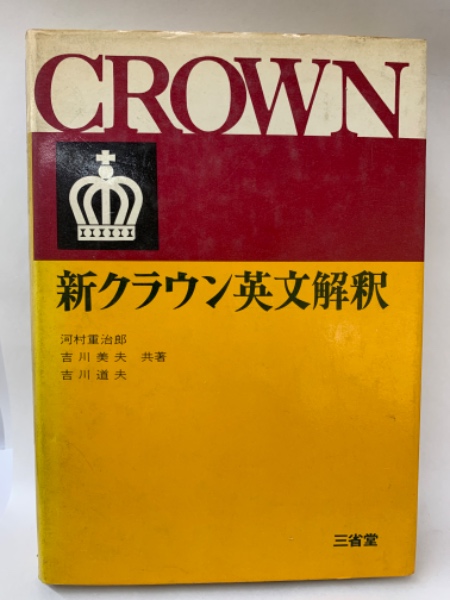 CROWN
新クラウン英文解釈
河村重治郎
吉川美夫 共著
吉川道夫
三省堂